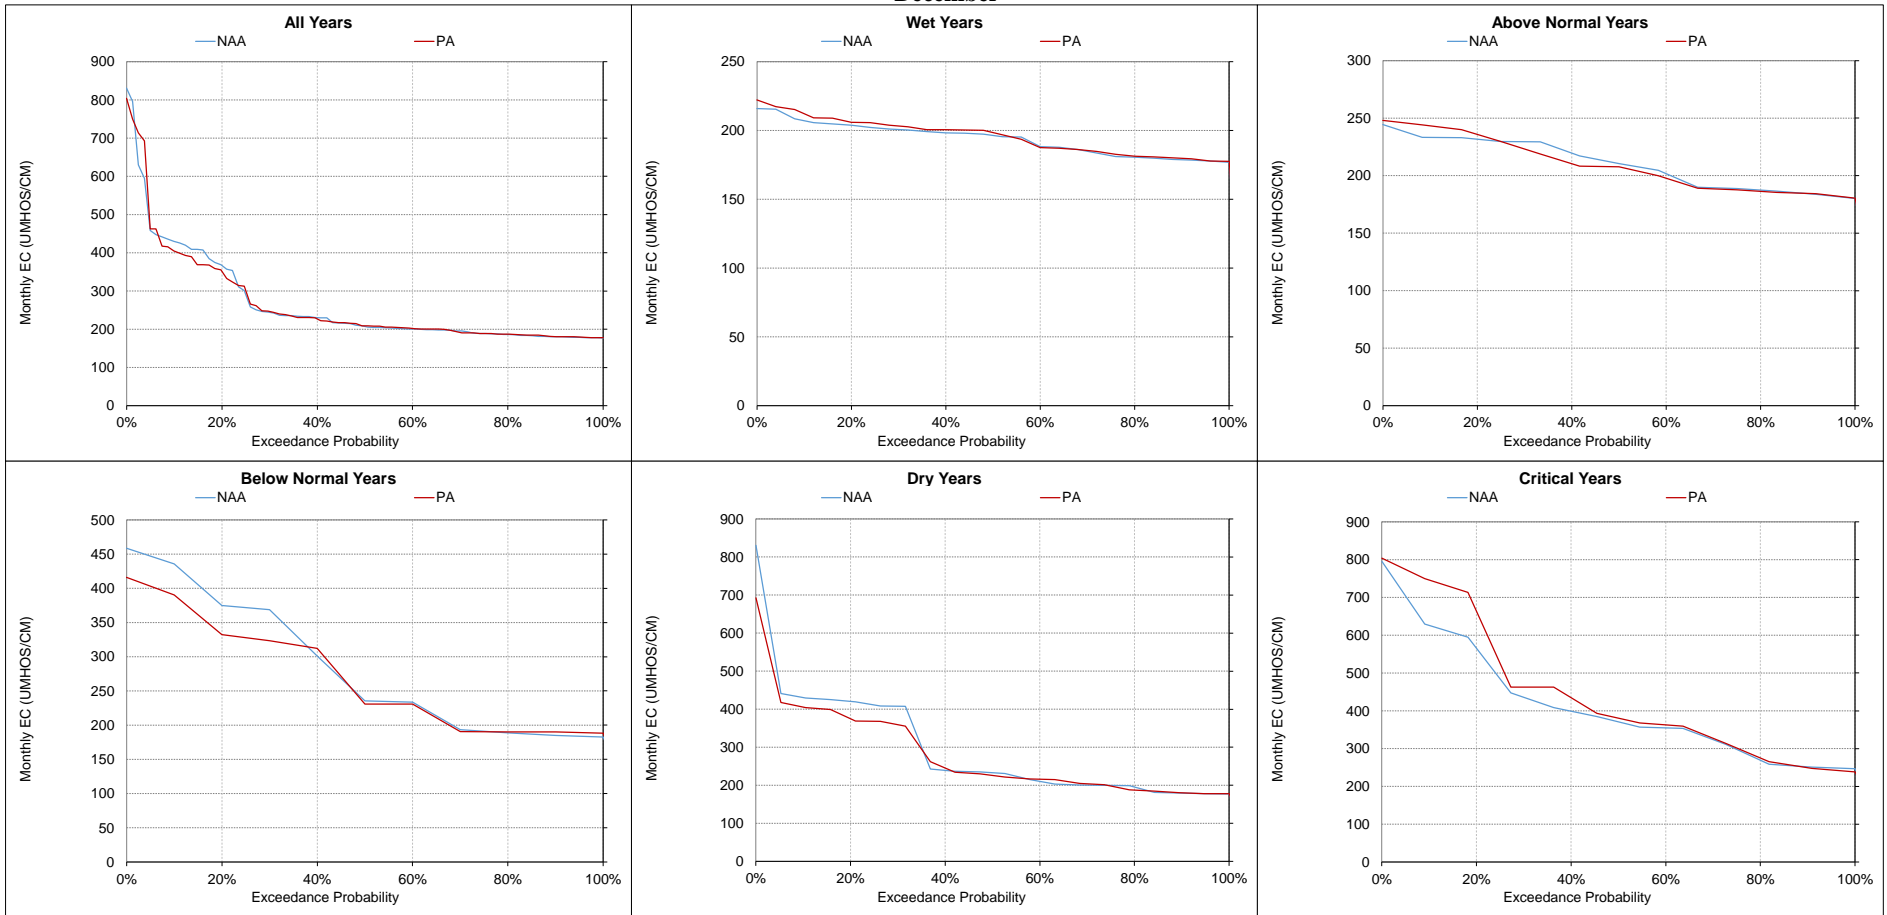 December
All Years
NAA PA
Monthly EC (UMHOS/CM)
900
800
700
600
500
400
300
200
100
0
0% 20% 40% 60% 80% 100%
Exceedance Probability
Wet Years
NAA PA
Monthly EC (UMHOS/CM)
250
200
150
100
50
0
0% 20% 40% 60% 80% 100%
Exceedance Probability
Above Normal Years
NAA PA
Monthly EC (UMHOS/CM)
300
250
200
150
100
50
0
0% 20% 40% 60% 80% 100%
Exceedance Probability
Below Normal Years
NAA PA
Monthly EC (UMHOS/CM)
500
450
400
350
300
250
200
150
100
50
0
0% 20% 40% 60% 80% 100%
Exceedance Probability
Dry Years
NAA PA
Monthly EC (UMHOS/CM)
900
800
700
600
500
400
300
200
100
0
0% 20% 40% 60% 80% 100%
Exceedance Probability
Critical Years
NAA PA
Monthly EC (UMHOS/CM)
900
800
700
600
500
400
300
200
100
0
0% 20% 40% 60% 80% 100%
Exceedance Probability